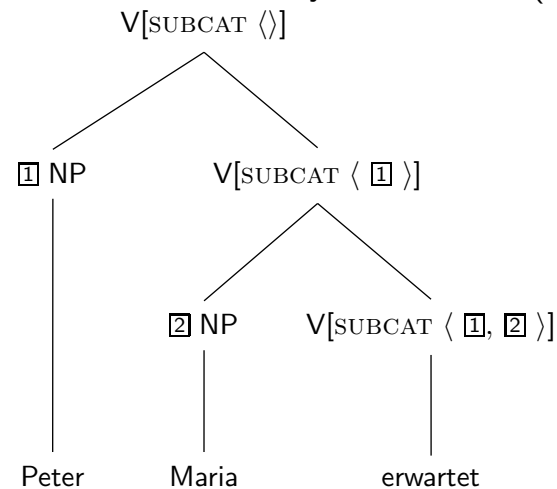 V[SUBCAT ⟨⟩]
1 NP V[SUBCAT ⟨ 1 ⟩]
2 NP V[SUBCAT ⟨ 1, 2 ⟩]
Peter Maria erwartet